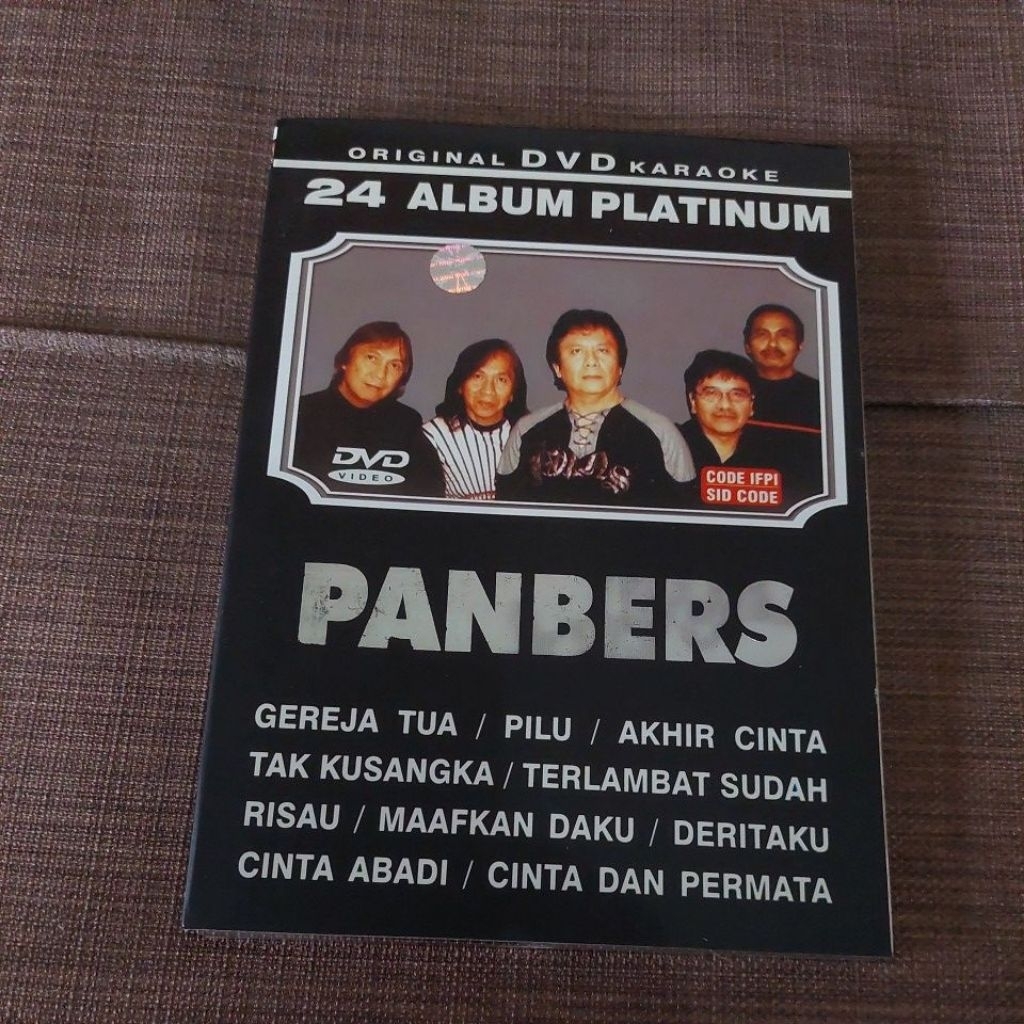 ORIGINAL DVD KARAOKE
24 ALBUM PLATINUM
DVD
VIDEO
CODE IFPI
SID CODE
PANBERS
GEREJA TUA / PILU / AKHIR CINTA
TAK KUSANGKA / TERLAMBAT SUDAH
RISAU / MAAFKAN DAKU / DERITAKU
CINTA ABADI / CINTA DAN PERMATA